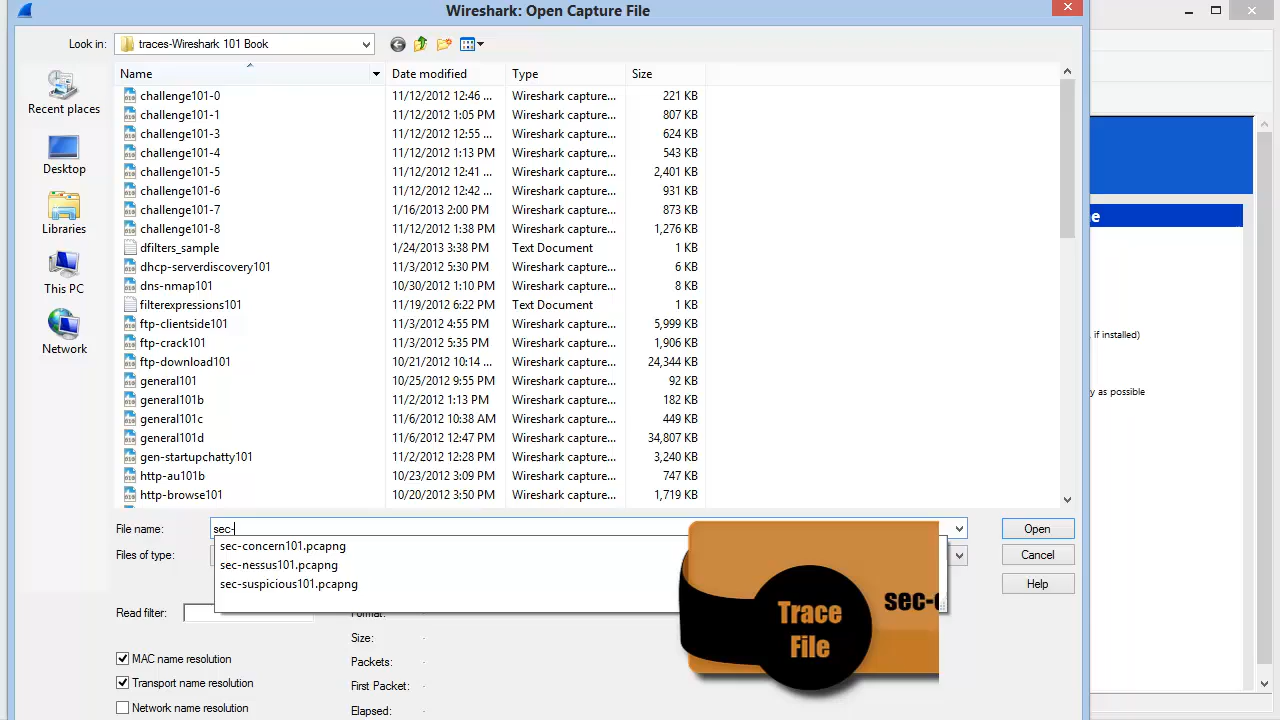 Wireshark: Open Capture File
Look in: traces-Wireshark 101 Book
Name Date modified Type Size
challenge101-0 11/12/2012 12:46 ... Wireshark capture... 221 KB
challenge101-1 11/12/2012 1:05 PM Wireshark capture... 807 KB
challenge101-3 11/12/2012 12:55 ... Wireshark capture... 624 KB
challenge101-4 11/12/2012 1:13 PM Wireshark capture... 543 KB
challenge101-5 11/12/2012 12:41 ... Wireshark capture... 2,401 KB
challenge101-6 11/12/2012 12:42 ... Wireshark capture... 931 KB
challenge101-7 1/16/2013 2:00 PM Wireshark capture... 873 KB
challenge101-8 11/12/2012 1:38 PM Wireshark capture... 1,276 KB
dfilters_sample 1/24/2013 3:38 PM Text Document 1 KB
dhcp-serverdiscovery101 11/3/2012 5:30 PM Wireshark capture... 6 KB
dns-nmap101 10/30/2012 1:10 PM Wireshark capture... 8 KB
filterexpressions101 11/19/2012 6:22 PM Text Document 1 KB
ftp-clientside101 11/3/2012 4:55 PM Wireshark capture... 5,999 KB
ftp-crack101 11/3/2012 5:35 PM Wireshark capture... 1,906 KB
ftp-download101 10/21/2012 10:14 ... Wireshark capture... 24,344 KB
general101 10/25/2012 9:55 PM Wireshark capture... 92 KB
general101b 11/2/2012 1:13 PM Wireshark capture... 182 KB
general101c 11/6/2012 10:38 AM Wireshark capture... 449 KB
general101d 11/6/2012 12:47 PM Wireshark capture... 34,807 KB
gen-startupchatty101 11/2/2012 12:28 PM Wireshark capture... 3,240 KB
http-au101b 10/23/2012 3:09 PM Wireshark capture... 747 KB
http-browse101 10/20/2012 3:50 PM Wireshark capture... 1,719 KB
Recent places
Desktop
Libraries
This PC
Network
File name: sec- Open
sec-concern101.pcapng
Files of type: Cancel
sec-nessus101.pcapng
sec-suspicious101.pcapng
Help
Read filter: Format:
Size: -
Packets: -
First Packet: -
Elapsed: -
MAC name resolution
Transport name resolution
Network name resolution
Trace
File
sec-
e
if installed)
y as possible